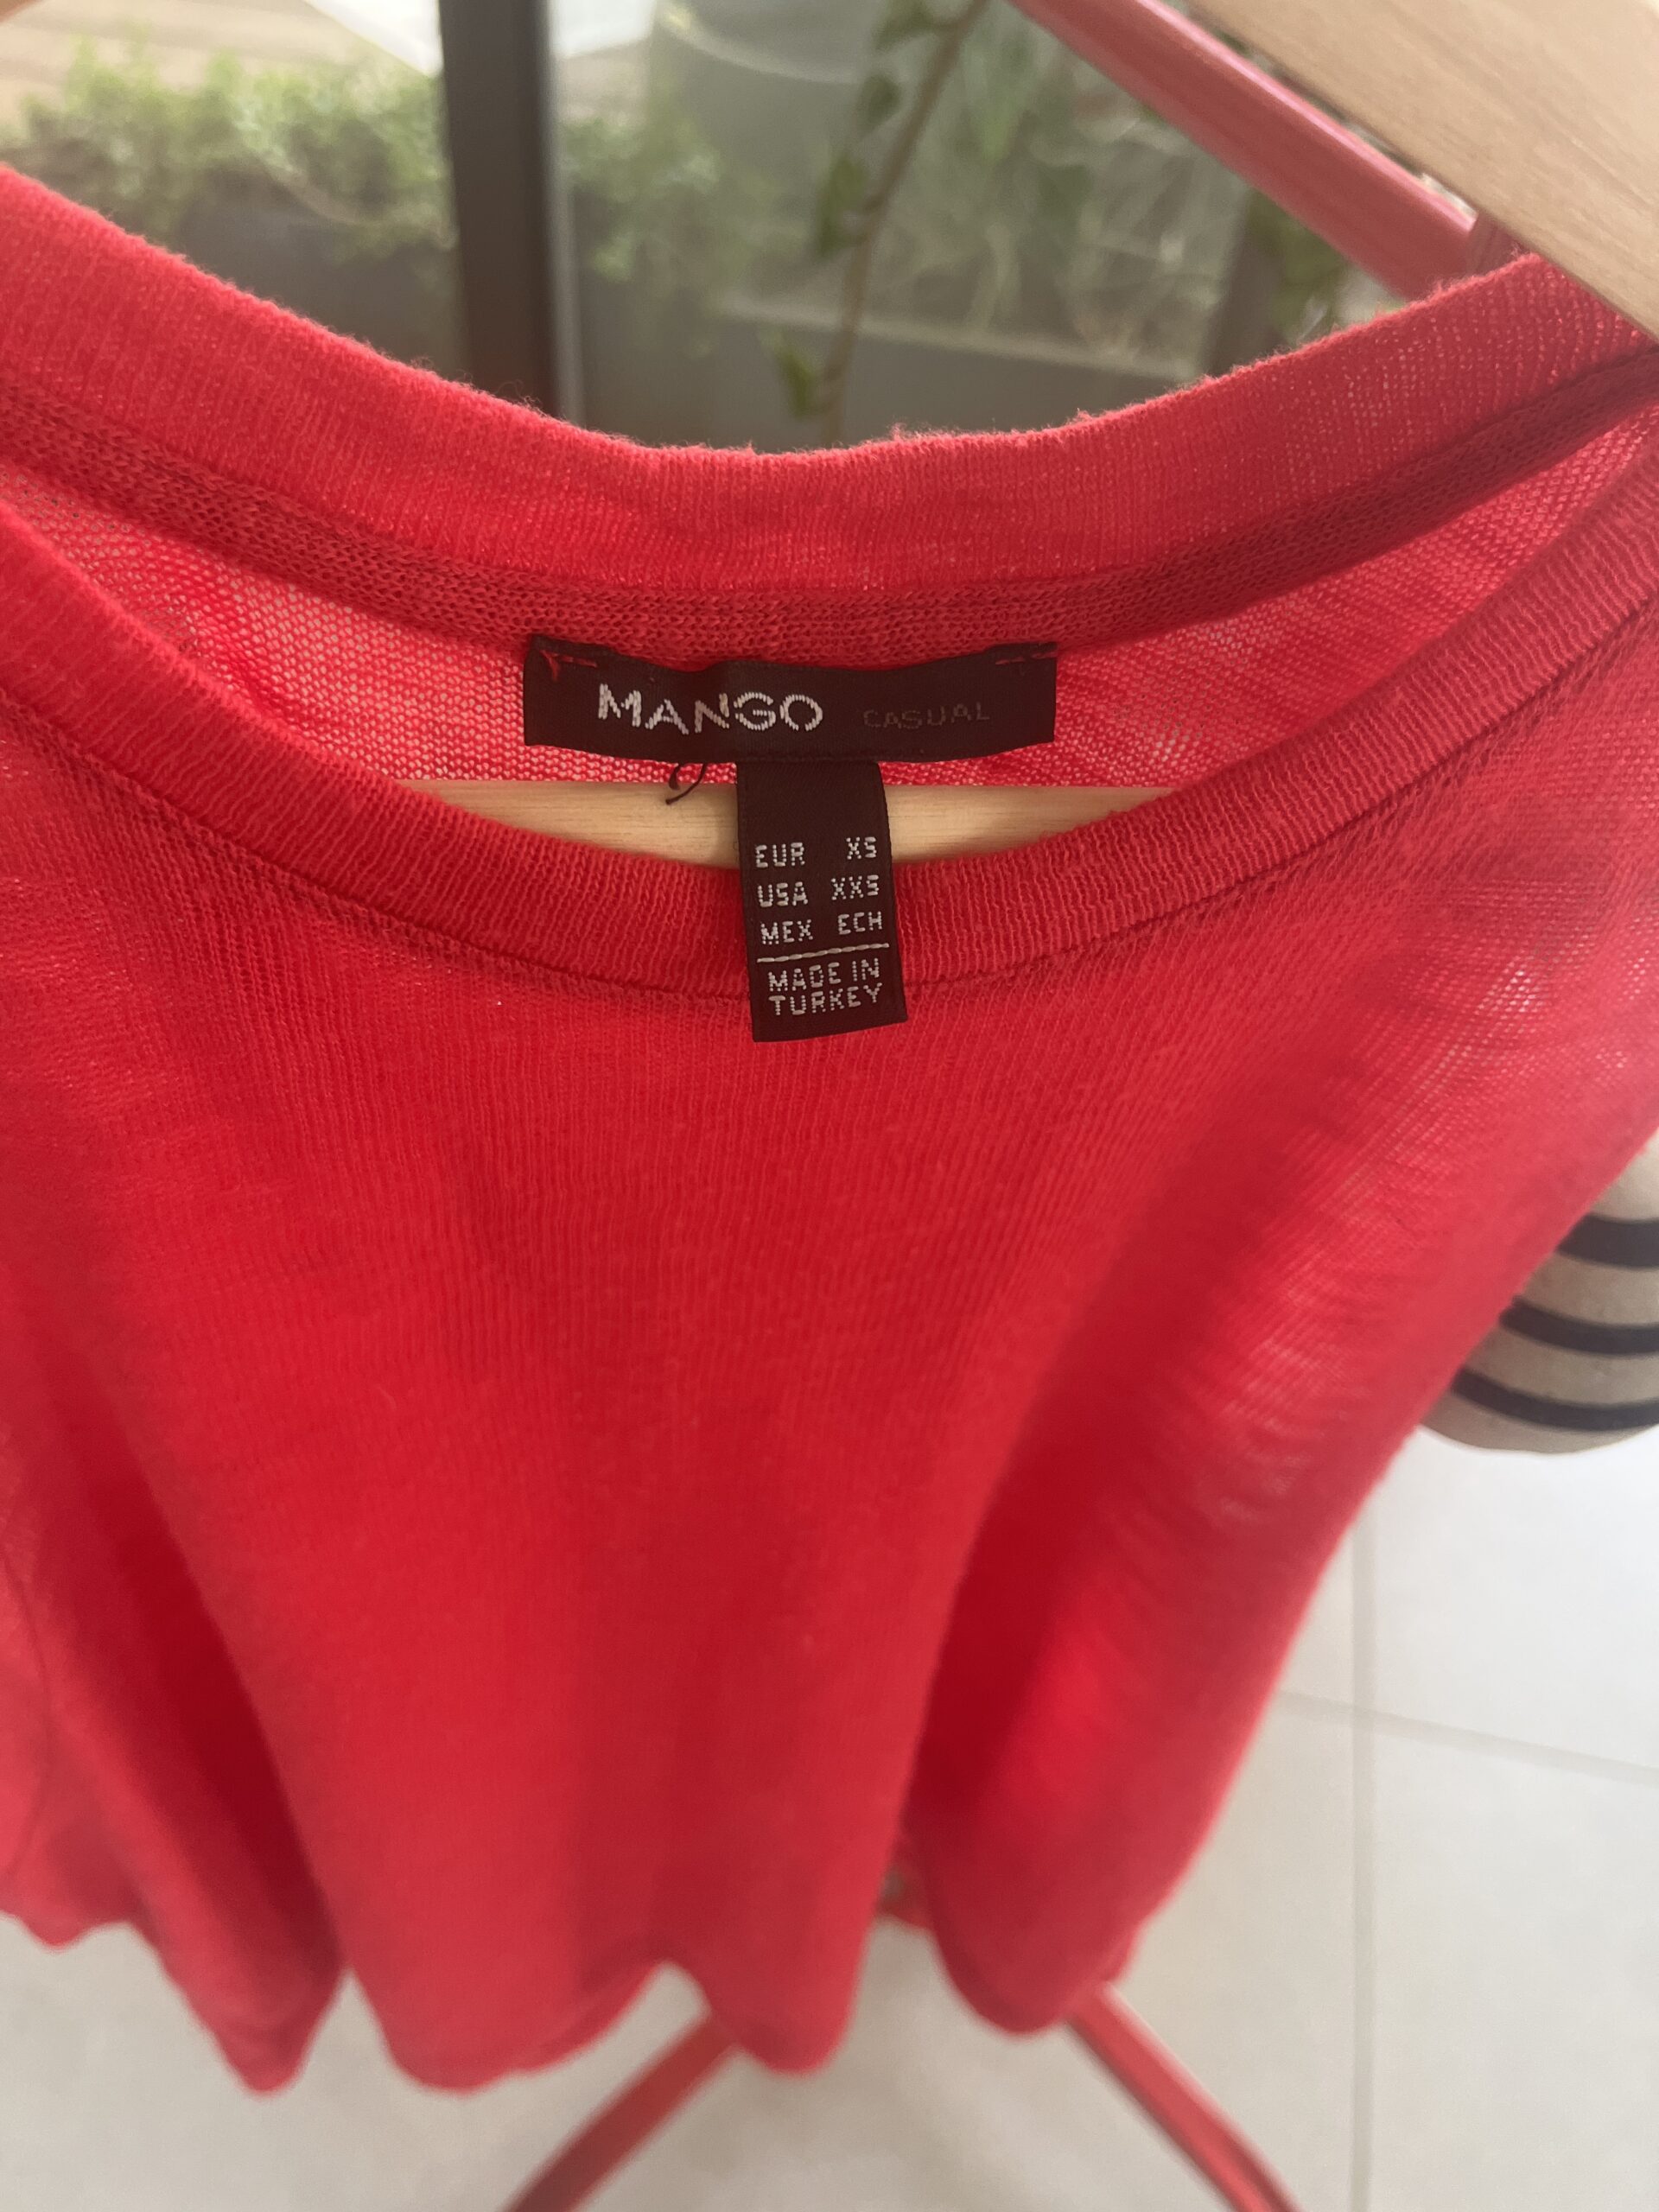 MANGO CASUAL
EUR XS
USA XXS
MEX ECH
MADE IN
TURKEY